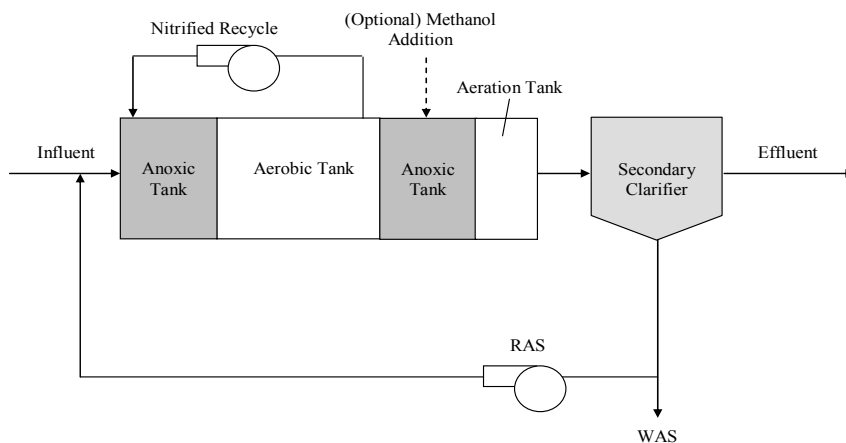 Nitrified Recycle
(Optional) Methanol
Addition
Aeration Tank
Influent
Anoxic
Tank
Aerobic Tank
Anoxic
Tank
Secondary
Clarifier
Effluent
RAS
WAS